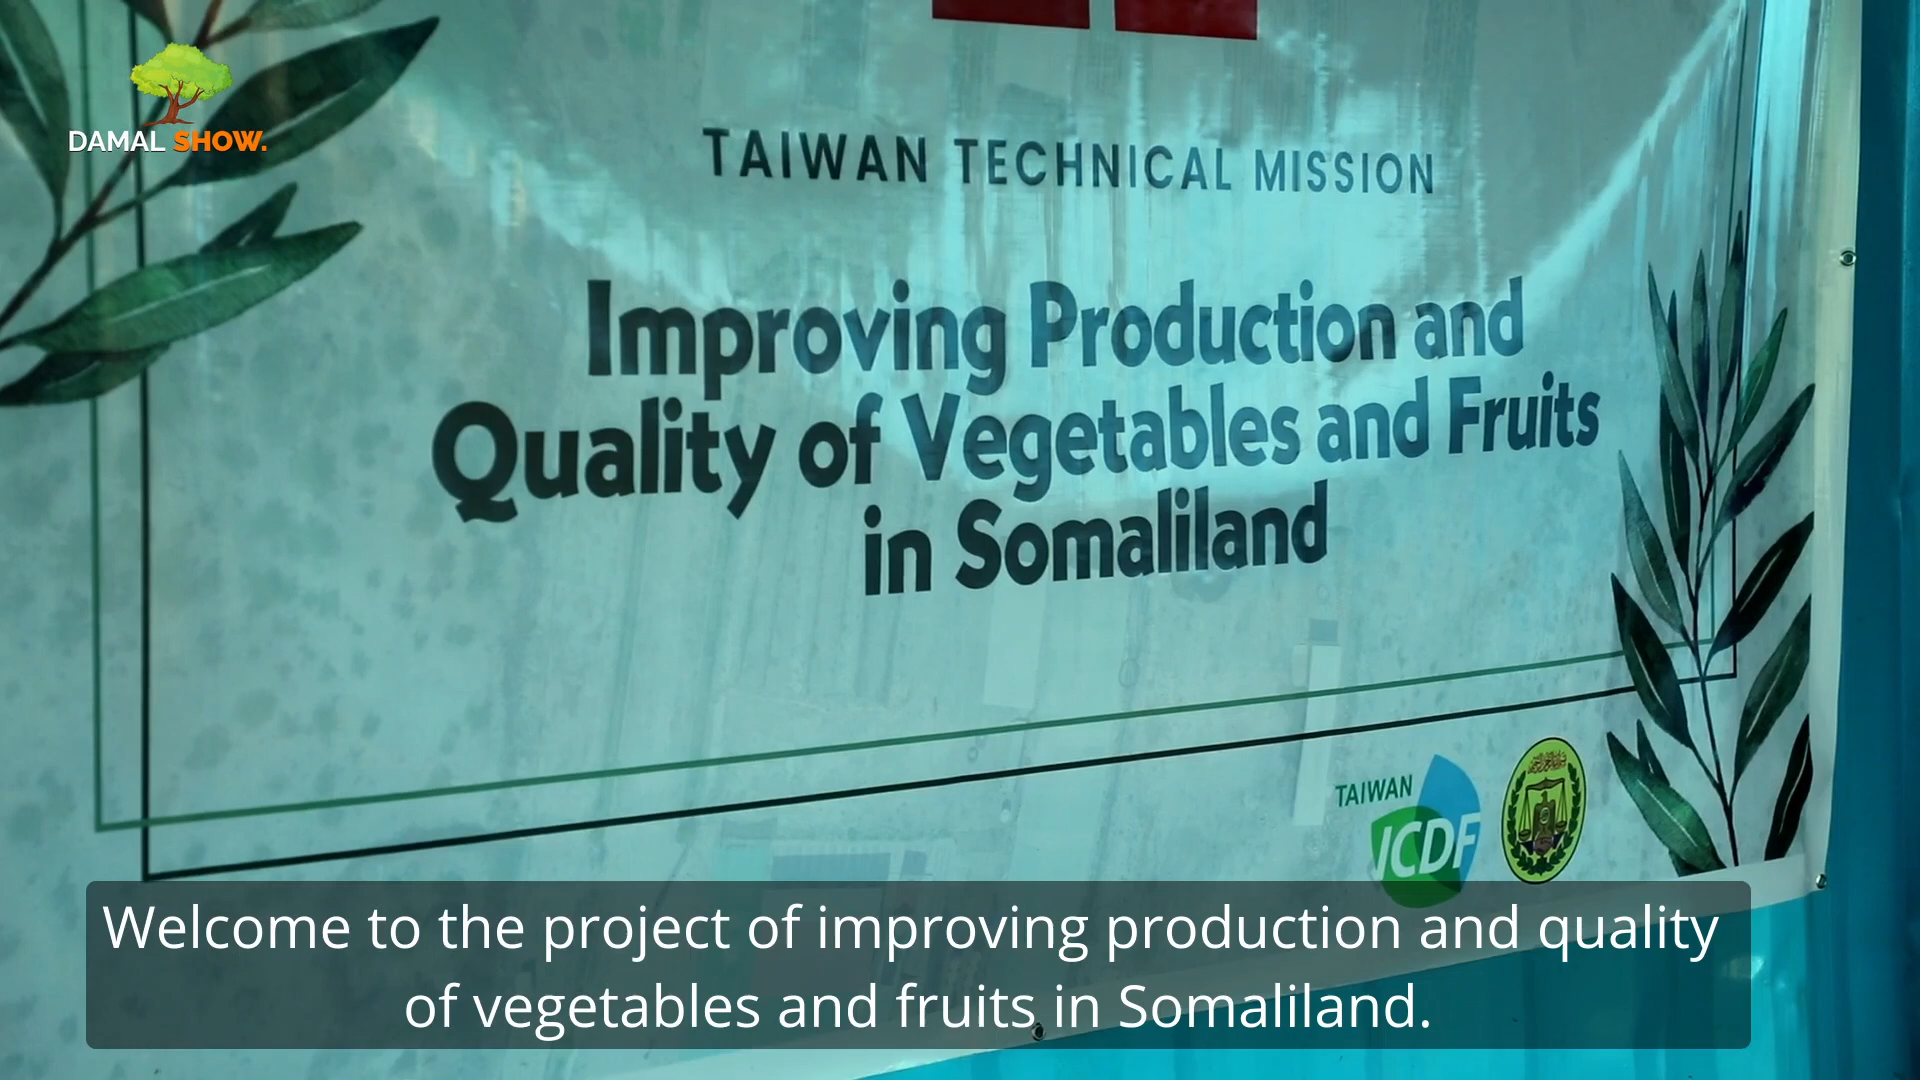 DAMAL SHOW.
TAIWAN TECHNICAL MISSION
Improving Production and
Quality of Vegetables and Fruits
in Somaliland
TAIWAN
ICDF
Welcome to the project of improving production and quality
of vegetables and fruits in Somaliland.